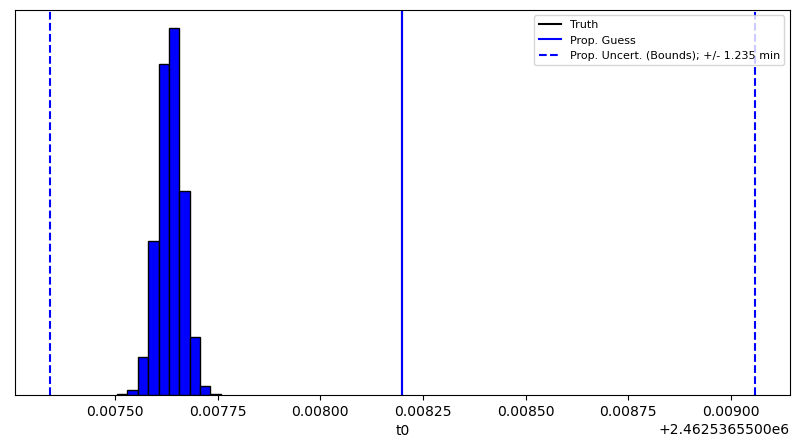 Truth
Prop. Guess
Prop. Uncert. (Bounds); +/- 1.235 min
0.00750 0.00775 0.00800 0.00825 0.00850 0.00875 0.00900
t0
+2.4625365500e6